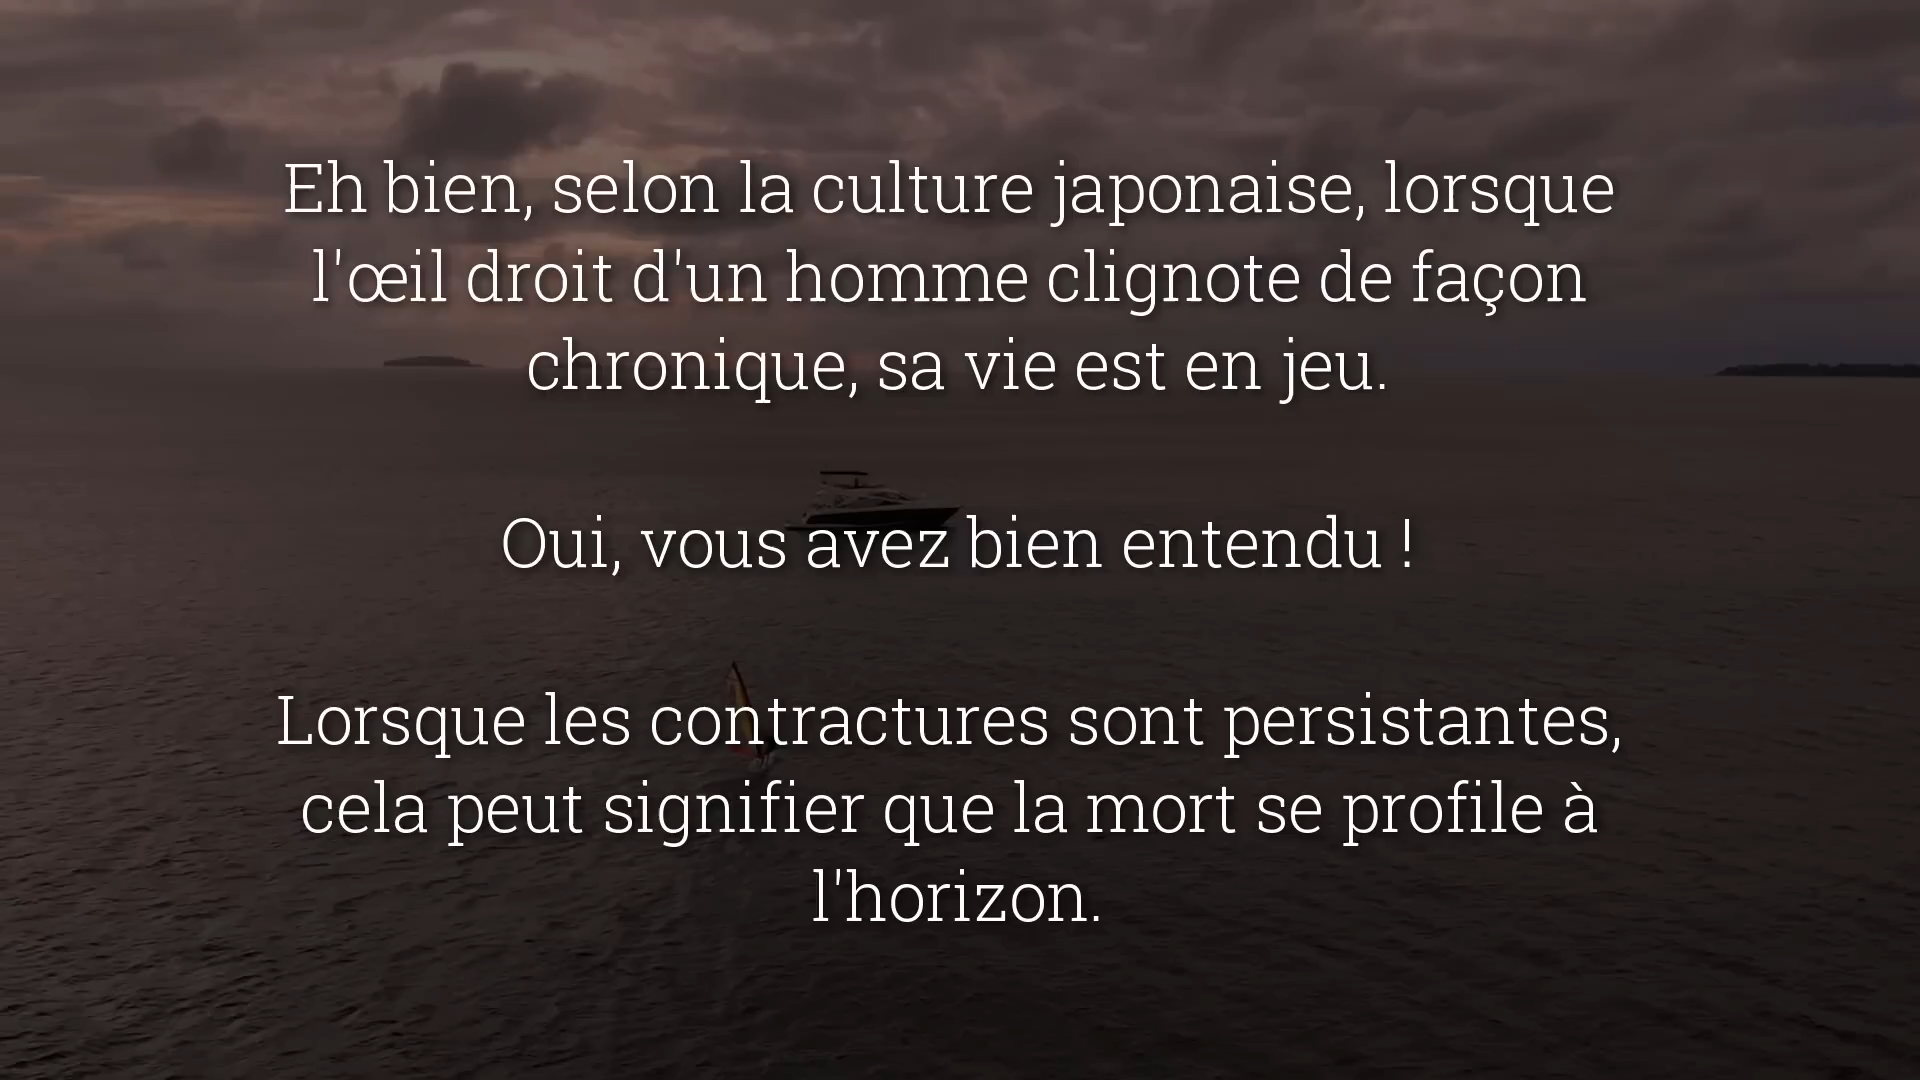 Eh bien, selon la culture japonaise, lorsque
l'œil droit d'un homme clignote de façon
chronique, sa vie est en jeu.
Oui, vous avez bien entendu !
Lorsque les contractures sont persistantes,
cela peut signifier que la mort se profile à
l'horizon.